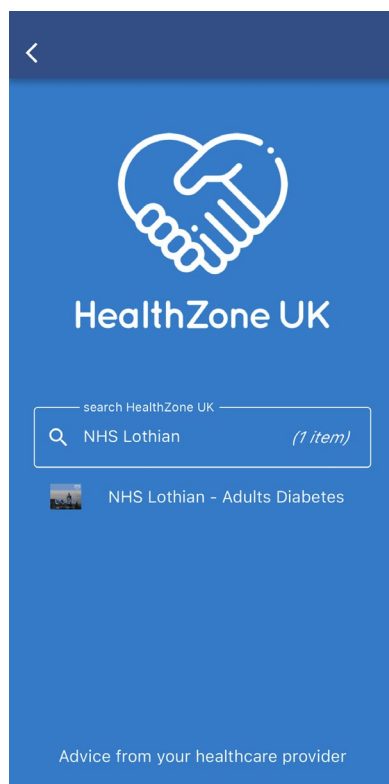 HealthZone UK
search HealthZone UK
NHS Lothian (1 item)
NHS Lothian - Adults Diabetes
Advice from your healthcare provider